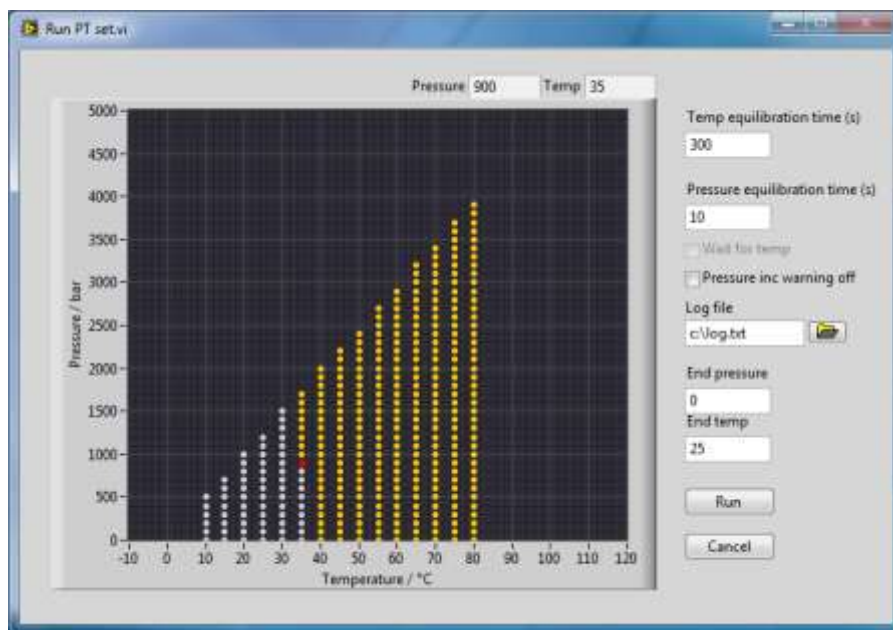 Run PT set.vi
Pressure 900 Temp 35
5000
4500
4000
3500
3000
2500
2000
1500
1000
500
0
Pressure / bar
-10 0 10 20 30 40 50 60 70 80 90 100 110 120
Temperature / °C
Temp equilibration time (s)
300
Pressure equilibration time (s)
10
Wait for temp
Pressure inc warning off
Log file
c:\log.txt
End pressure
0
End temp
25
Run
Cancel